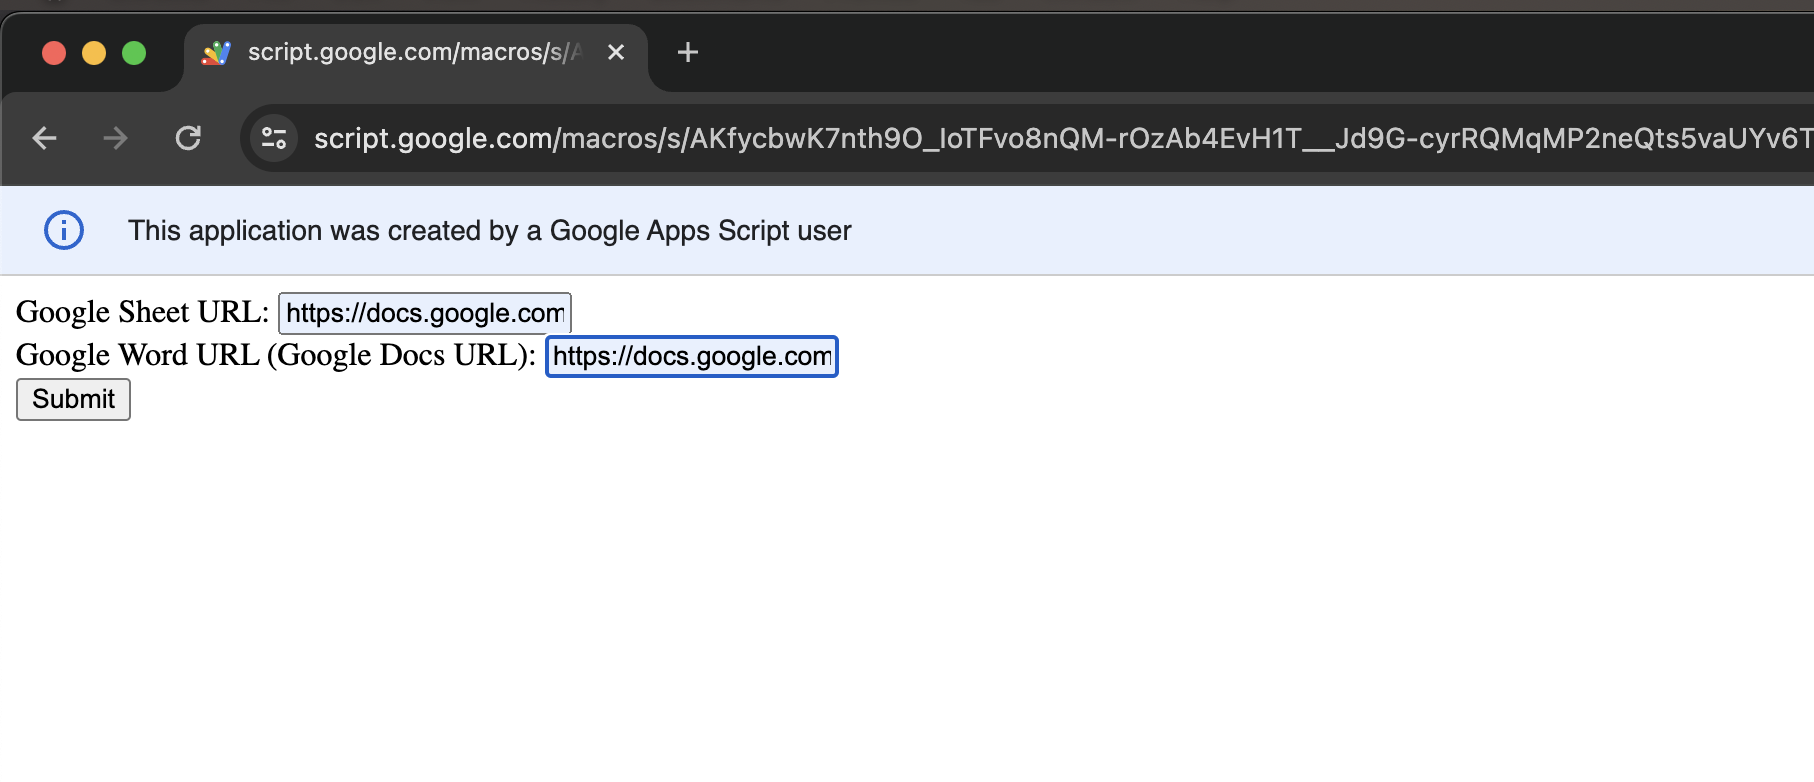 script.google.com/macros/s/A
script.google.com/macros/s/AKfycbwK7nth9O_IoTFvo8nQM-rOzAb4EvH1T__Jd9G-cyrRQMqMP2neQts5vaUYv6T
This application was created by a Google Apps Script user
Google Sheet URL: https://docs.google.com
Google Word URL (Google Docs URL): https://docs.google.com
Submit